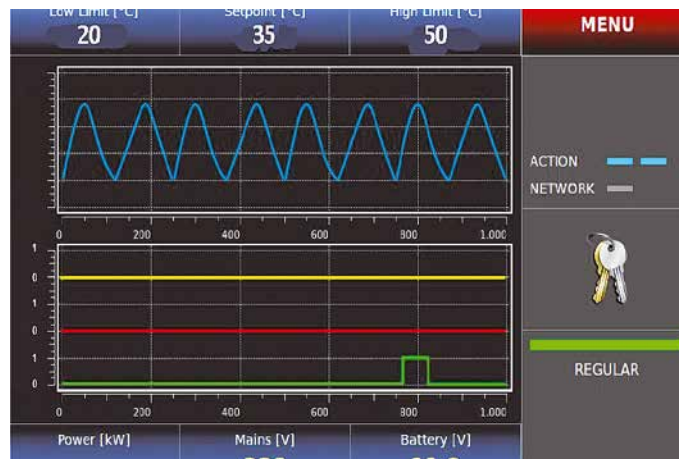 Low Limit [°C] Setpoint [°C] High Limit [°C] MENU
20 35 50
ACTION
NETWORK
0 200 400 600 800 1.000
1
0
1
0
1
0
REGULAR
0 200 400 600 800 1.000
Power [kW] Mains [V] Battery [V]